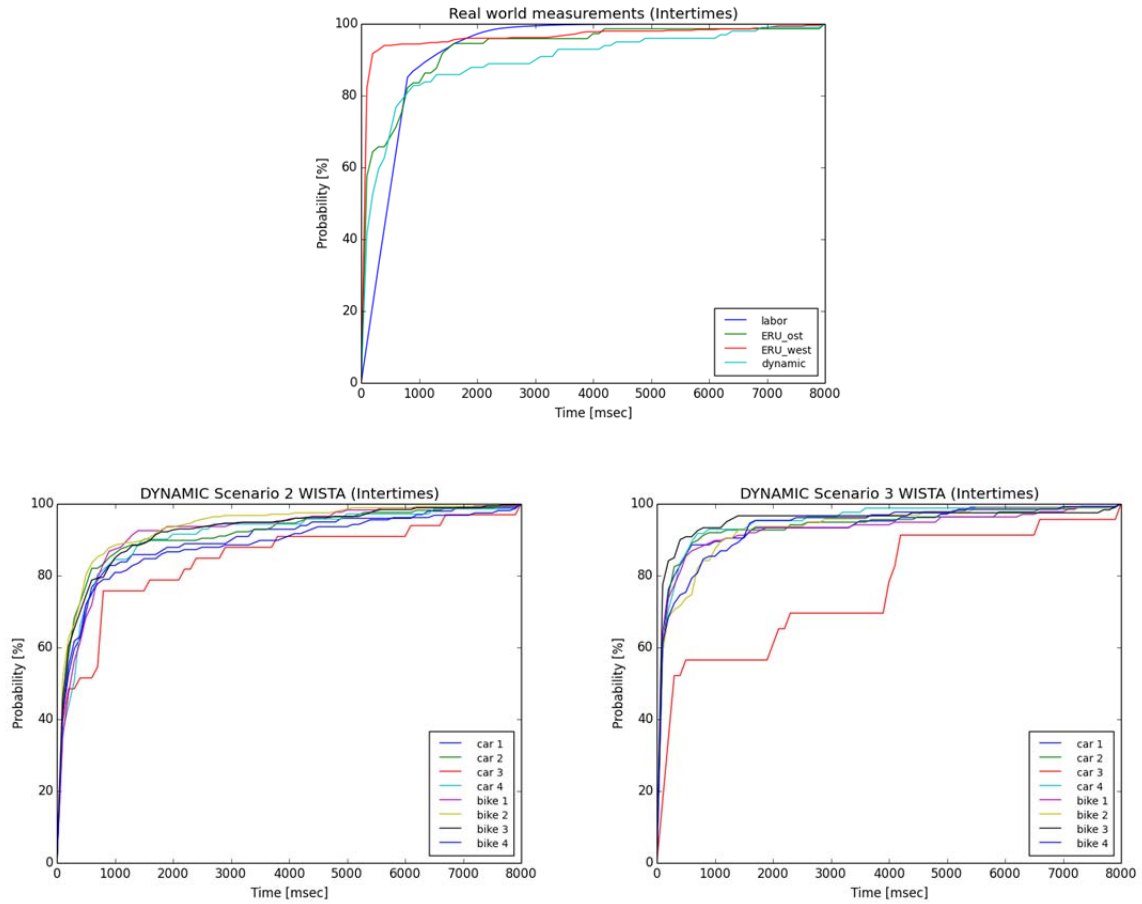 Real world measurements (Intertimes)
100
80
60
40
20
0
Probability [%]
labor
ERU_ost
ERU_west
dynamic
0 1000 2000 3000 4000 5000 6000 7000 8000
Time [msec]
DYNAMIC Scenario 2 WISTA (Intertimes)
100
80
60
40
20
0
Probability [%]
car 1
car 2
car 3
car 4
bike 1
bike 2
bike 3
bike 4
0 1000 2000 3000 4000 5000 6000 7000 8000
Time [msec]
DYNAMIC Scenario 3 WISTA (Intertimes)
100
80
60
40
20
0
Probability [%]
car 1
car 2
car 3
car 4
bike 1
bike 2
bike 3
bike 4
0 1000 2000 3000 4000 5000 6000 7000 8000
Time [msec]